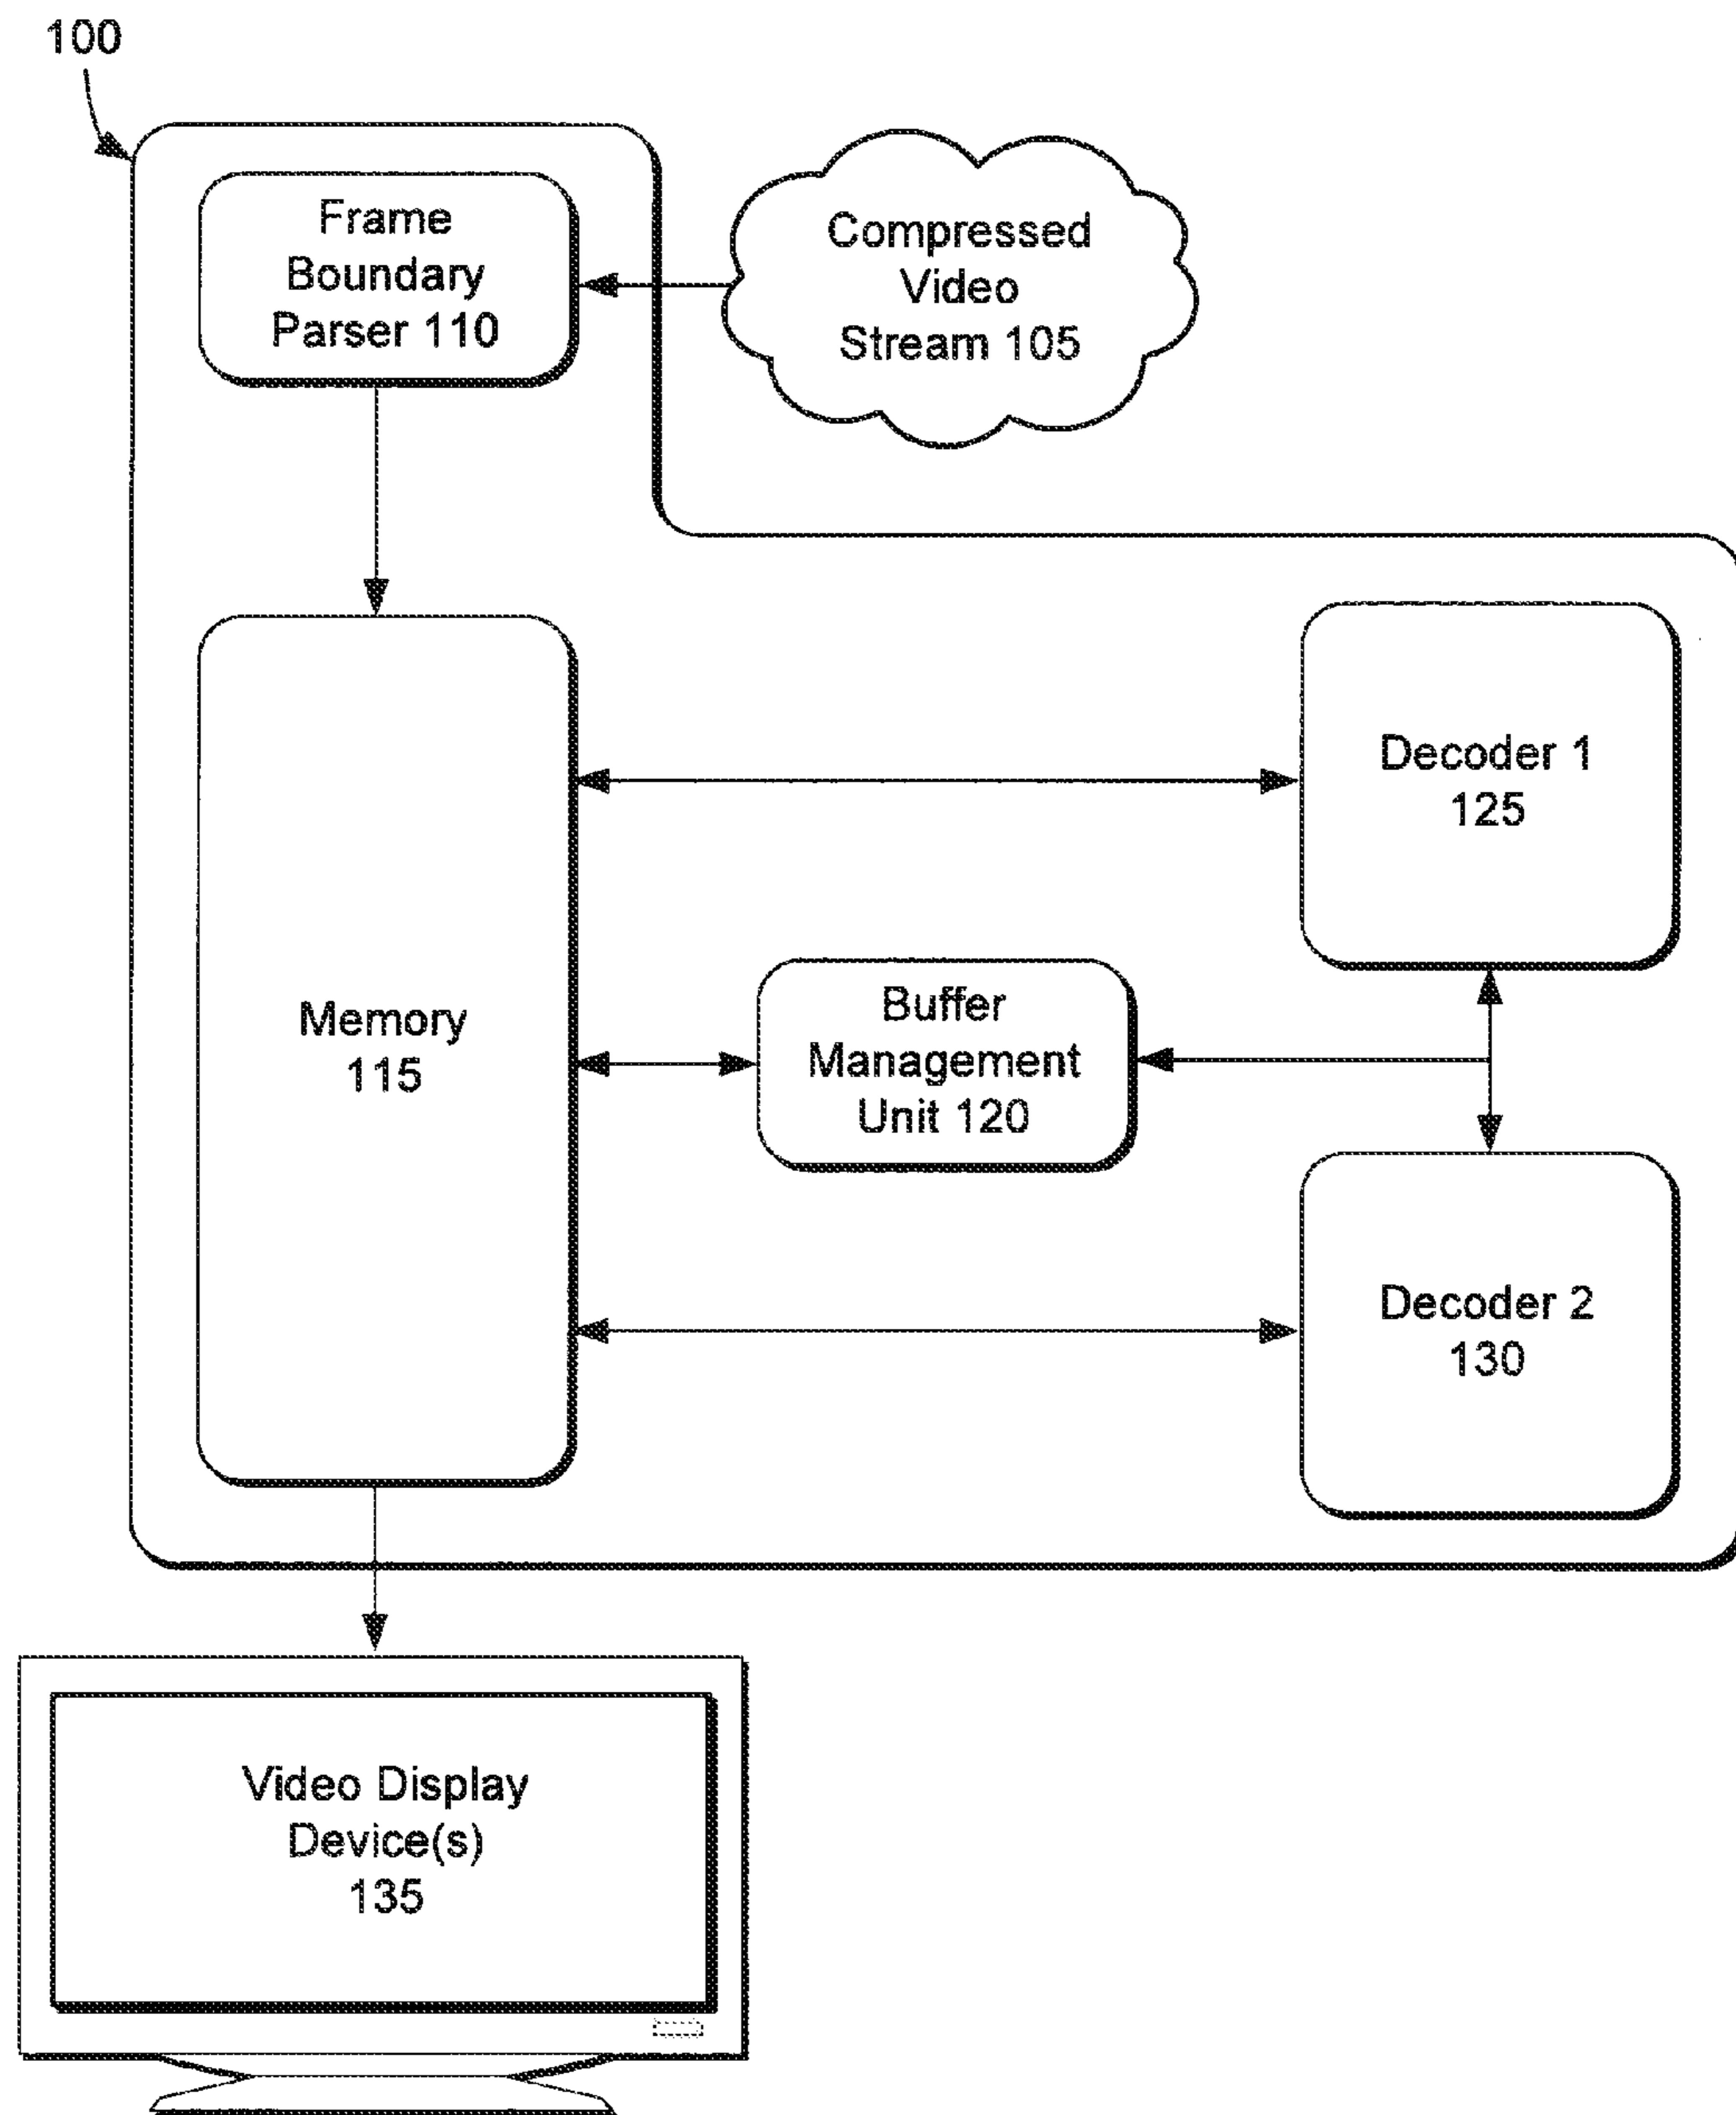 100
Frame
Boundary
Parser 110
Compressed
Video
Stream 105
Decoder 1
125
Memory
115
Buffer
Management
Unit 120
Decoder 2
130
Video Display
Device(s)
135